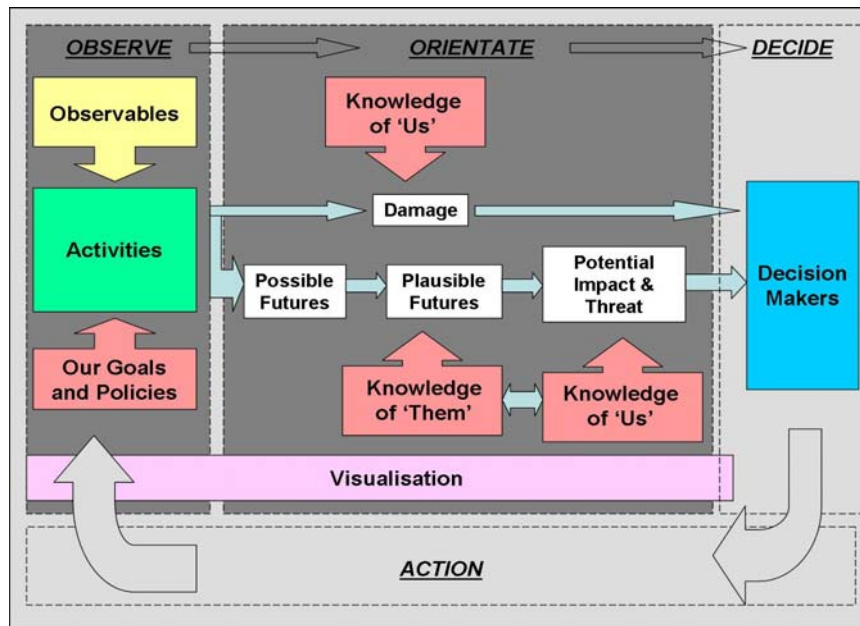 OBSERVE
ORIENTATE
DECIDE
Observables
Knowledge
of 'Us'
Damage
Activities
Possible
Futures
Plausible
Futures
Potential
Impact &
Threat
Decision
Makers
Our Goals
and Policies
Knowledge
of 'Them'
Knowledge
of 'Us'
Visualisation
ACTION